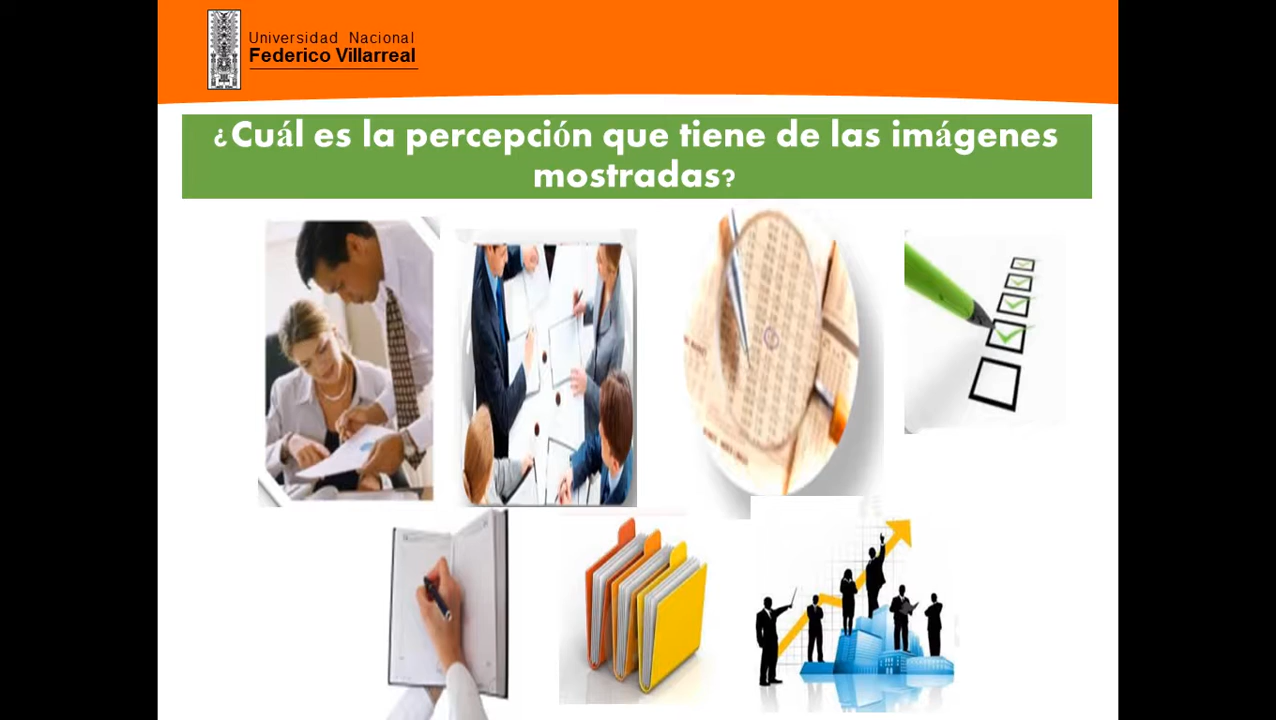 Universidad Nacional
Federico Villarreal
¿Cuál es la percepción que tiene de las imágenes
mostradas?